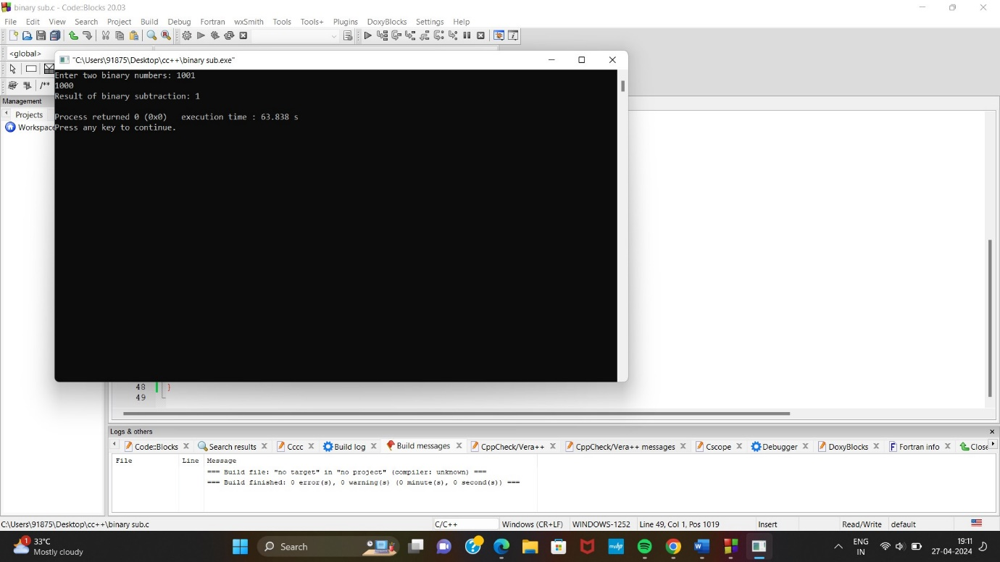 binary sub.c - Code::Blocks 20.03
File Edit View Search Project Build Debug Fortran wxSmith Tools Tools+ Plugins DoxyBlocks Settings Help
<global>
/**
"C:\Users\91875\Desktop\cc++\binary sub.exe"
Enter two binary numbers: 1001
1000
Result of binary subtraction: 1
Process returned 0 (0x0)   execution time : 63.838 s
Press any key to continue.
Management
Projects
Workspace
48 }
49
Logs & others
Code::Blocks Search results Cccc Build log Build messages CppCheck/Vera++ CppCheck/Vera++ messages Cscope Debugger DoxyBlocks Fortran info Close
File Line Message
=== Build file: "no target" in "no project" (compiler: unknown) ===
=== Build finished: 0 error(s), 0 warning(s) (0 minute(s), 0 second(s)) ===
C:\Users\91875\Desktop\cc++\binary sub.c C/C++ Windows (CR+LF) WINDOWS-1252 Line 49, Col 1, Pos 1019 Insert Read/Write default
1
33°C
Mostly cloudy
Search
mvhp
ENG
IN
19:11
27-04-2024